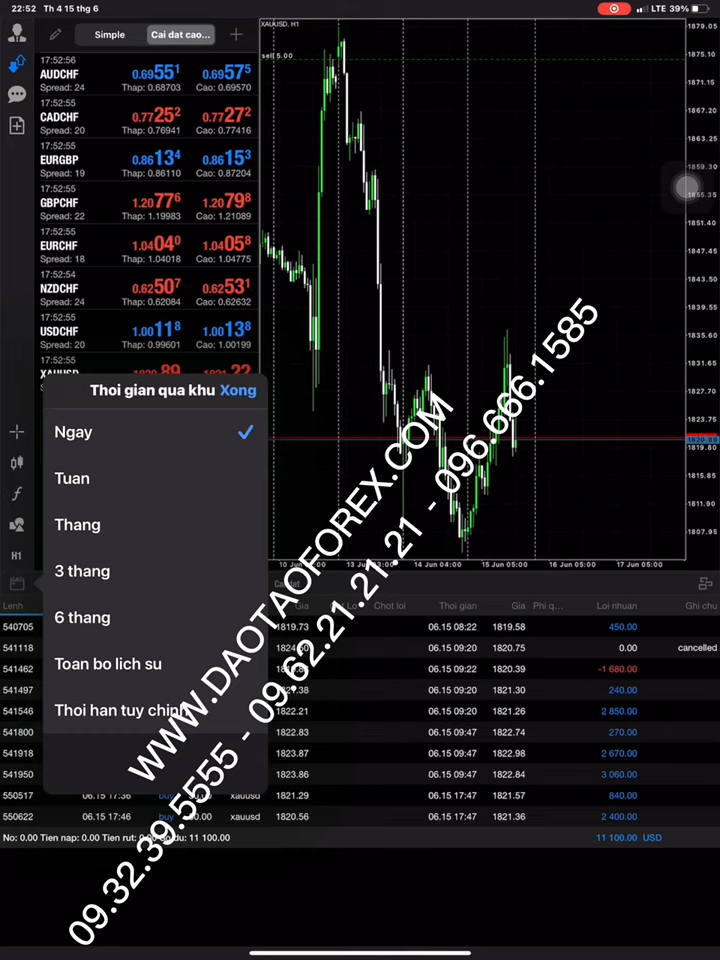 22:52 Th 4 15 thg 6
LTE 39%
Simple
Cai dat cao...
XAUUSD, H1
sell 5.00
17:52:56
AUDCHF 0.69551 0.69575
Spread: 24 Thap: 0.68703 Cao: 0.69570
17:52:55
CADCHF 0.77252 0.77272
Spread: 20 Thap: 0.76941 Cao: 0.77416
17:52:55
EURGBP 0.86134 0.86153
Spread: 19 Thap: 0.86110 Cao: 0.87204
17:52:55
GBPCHF 1.20776 1.20798
Spread: 22 Thap: 1.19983 Cao: 1.21089
17:52:55
EURCHF 1.04040 1.04058
Spread: 18 Thap: 1.04018 Cao: 1.04775
17:52:54
NZDCHF 0.62507 0.62531
Spread: 24 Thap: 0.62084 Cao: 0.62632
17:52:55
USDCHF 1.00118 1.00138
Spread: 20 Thap: 0.99601 Cao: 1.00199
17:52:55
1879.05
1875.10
1871.15
1867.20
1863.25
1859.30
1855.35
1851.40
1847.45
1843.50
1839.55
1835.60
1831.65
1827.70
1823.75
1820.89
1819.80
1815.85
1811.90
1807.95
10 Jun 13 Jun 05:00 14 Jun 04:00 15 Jun 05:00 16 Jun 05:00 17 Jun 05:00
H1
Thoi gian qua khu Xong
Ngay
Tuan
Thang
3 thang
6 thang
Toan bo lich su
Thoi han tuy chinh
Lenh Gia Chot loi Thoi gian Gia Phi q... Loi nhuan Ghi chu
540705 1819.73 06.15 08:22 1819.58 450.00
541118 06.15 09:20 1820.75 0.00 cancelled
541462 06.15 09:20 1820.39 -1 680.00
541497 06.15 09:20 1821.30 240.00
541546 1822.21 06.15 09:20 1821.26 2 850.00
541800 1822.83 06.15 09:47 1822.74 270.00
541918 1823.87 06.15 09:47 1822.98 2 670.00
541950 1823.86 06.15 09:47 1822.84 3 060.00
550517 06.15 17:36 buy xauusd 1821.29 06.15 17:47 1821.57 840.00
550622 06.15 17:46 buy xauusd 1820.56 06.15 17:47 1821.36 2 400.00
No: 0.00 Tien nap: 0.00 Tien rut: 0.00 11 100.00 11 100.00 USD
WWW.DAOTAOFOREX.COM
09.32.39.5555 - 09.62.21.21.21 - 096.666.1585